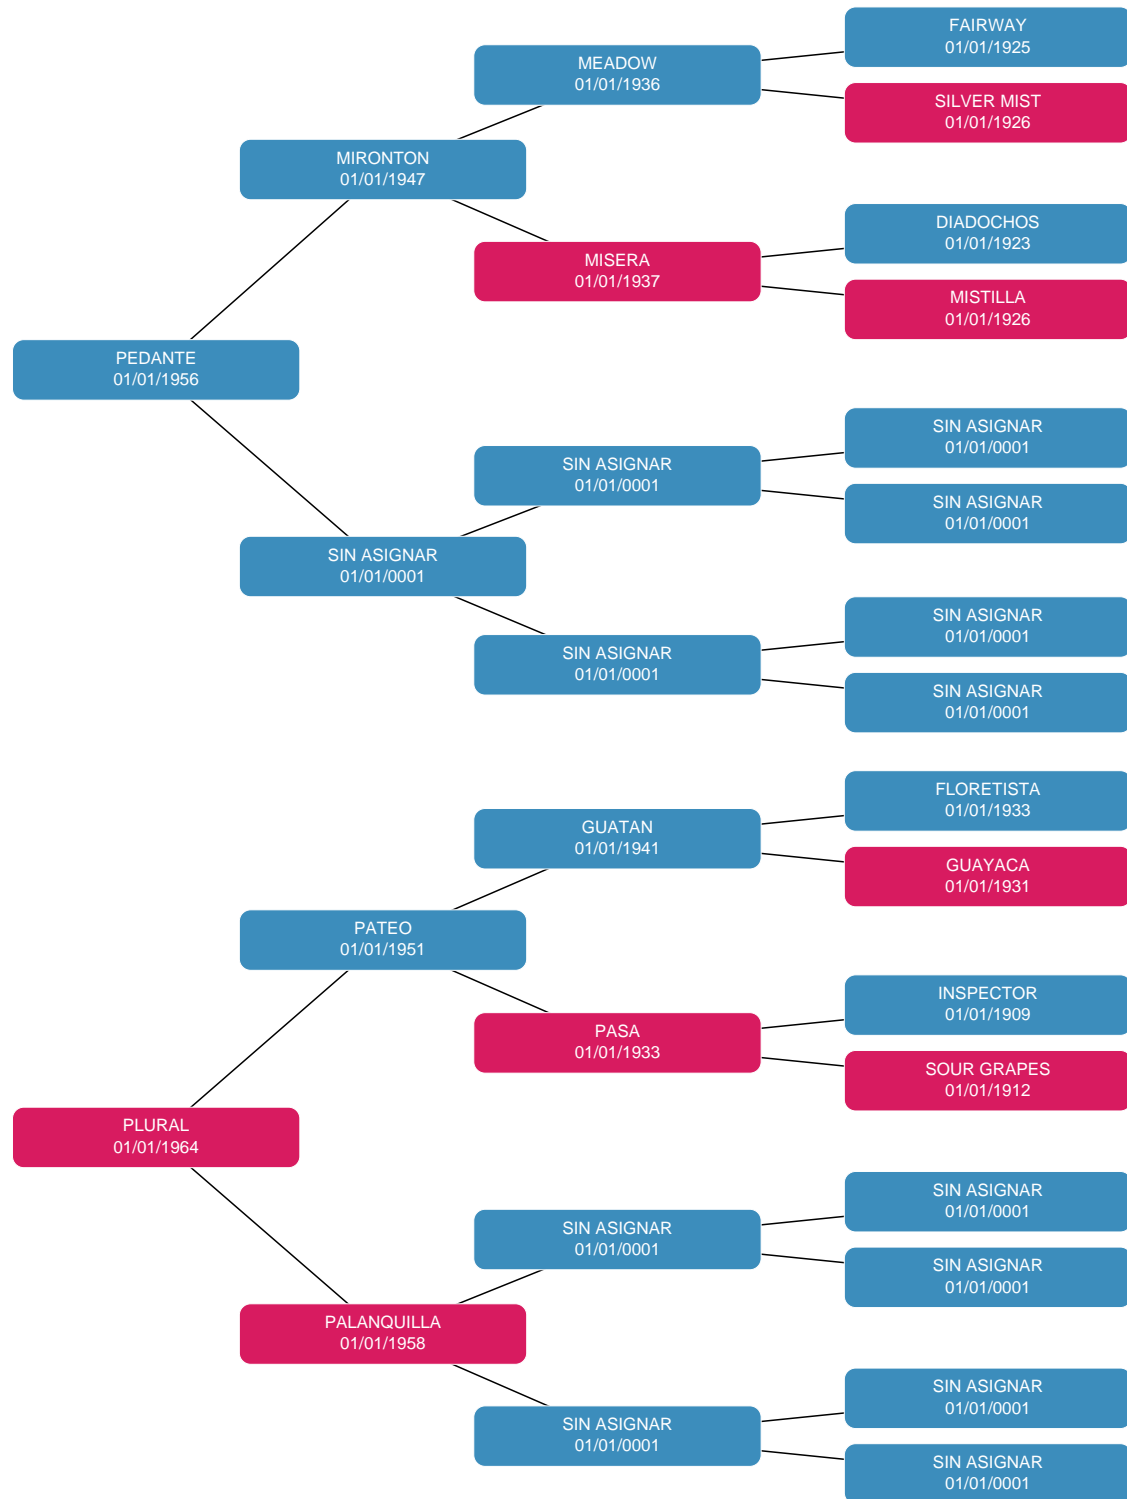 FAIRWAY
01/01/1925
MEADOW
01/01/1936
SILVER MIST
01/01/1926
MIRONTON
01/01/1947
DIADOCHOS
01/01/1923
MISERA
01/01/1937
MISTILLA
01/01/1926
PEDANTE
01/01/1956
SIN ASIGNAR
01/01/0001
SIN ASIGNAR
01/01/0001
SIN ASIGNAR
01/01/0001
SIN ASIGNAR
01/01/0001
SIN ASIGNAR
01/01/0001
SIN ASIGNAR
01/01/0001
SIN ASIGNAR
01/01/0001
FLORETISTA
01/01/1933
GUATAN
01/01/1941
GUAYACA
01/01/1931
PATEO
01/01/1951
INSPECTOR
01/01/1909
PASA
01/01/1933
SOUR GRAPES
01/01/1912
PLURAL
01/01/1964
SIN ASIGNAR
01/01/0001
SIN ASIGNAR
01/01/0001
SIN ASIGNAR
01/01/0001
PALANQUILLA
01/01/1958
SIN ASIGNAR
01/01/0001
SIN ASIGNAR
01/01/0001
SIN ASIGNAR
01/01/0001